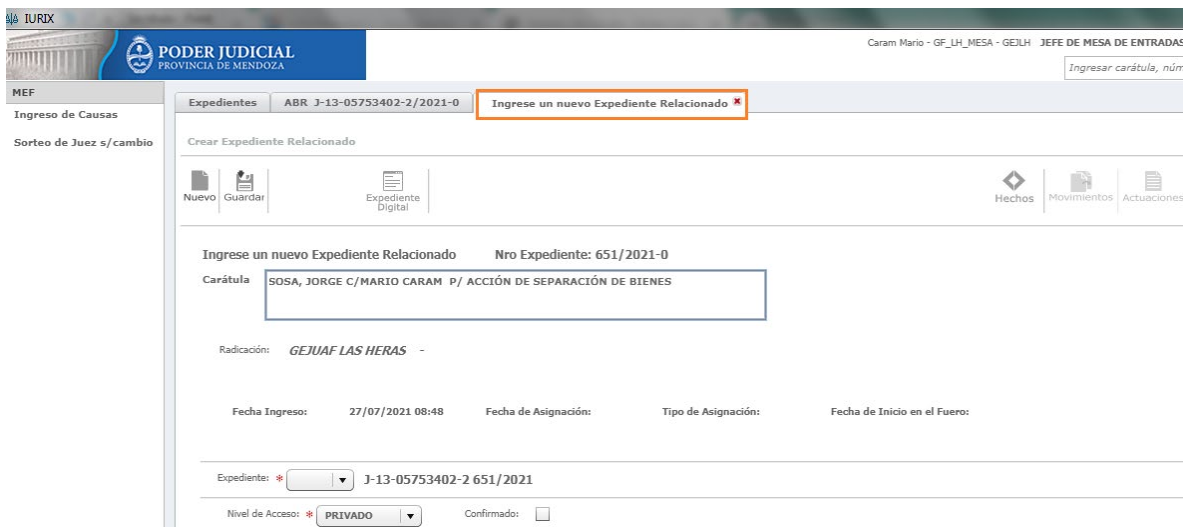 IURIX
PODER JUDICIAL
PROVINCIA DE MENDOZA
Caram Mario - GF_LH_MESA - GEJLH JEFE DE MESA DE ENTRADAS
Ingresar carátula, núm
MEF
Ingreso de Causas
Sorteo de Juez s/cambio
Expedientes ABR J-13-05753402-2/2021-0 Ingrese un nuevo Expediente Relacionado
Crear Expediente Relacionado
Nuevo Guardar Expediente Digital Hechos Movimientos Actuaciones
Ingrese un nuevo Expediente Relacionado Nro Expediente: 651/2021-0
Carátula SOSA, JORGE C/MARIO CARAM P/ ACCIÓN DE SEPARACIÓN DE BIENES
Radicación: GEJUAF LAS HERAS -
Fecha Ingreso: 27/07/2021 08:48 Fecha de Asignación: Tipo de Asignación: Fecha de Inicio en el Fuero:
Expediente: * J-13-05753402-2 651/2021
Nivel de Acceso: * PRIVADO Confirmado: